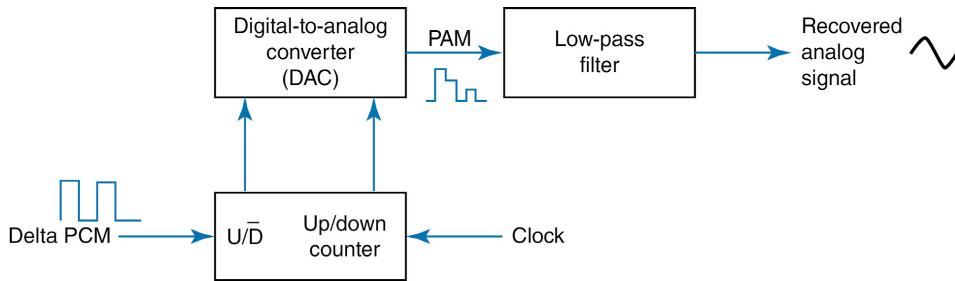 Digital-to-analog
converter
(DAC)
PAM
Low-pass
filter
Recovered
analog
signal
Delta PCM
U/D̅
Up/down
counter
Clock